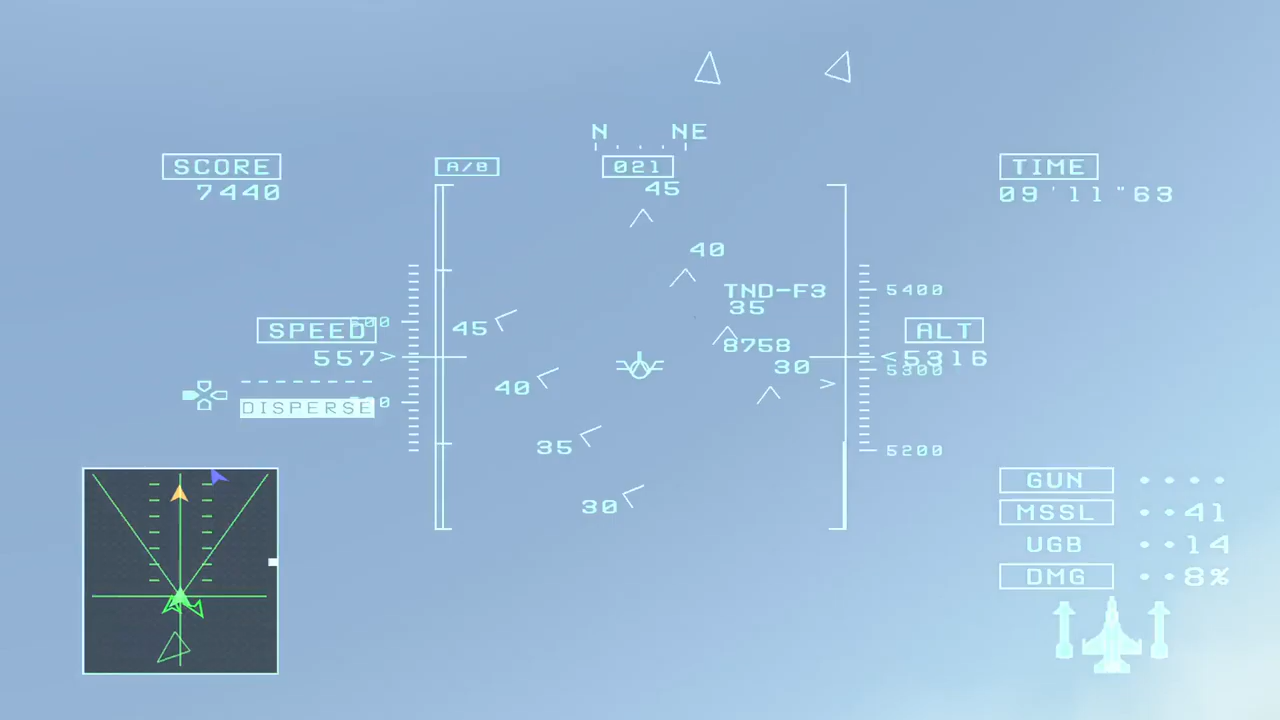 N NE
SCORE A/B 021 TIME
7440 45 09'11"63
40
TND-F3
35 5400
SPEED 45 ALT
557> 8758 <5316
30 5300
40
DISPERSE
35 5200
GUN
30
MSSL 41
UGB 14
DMG 8%